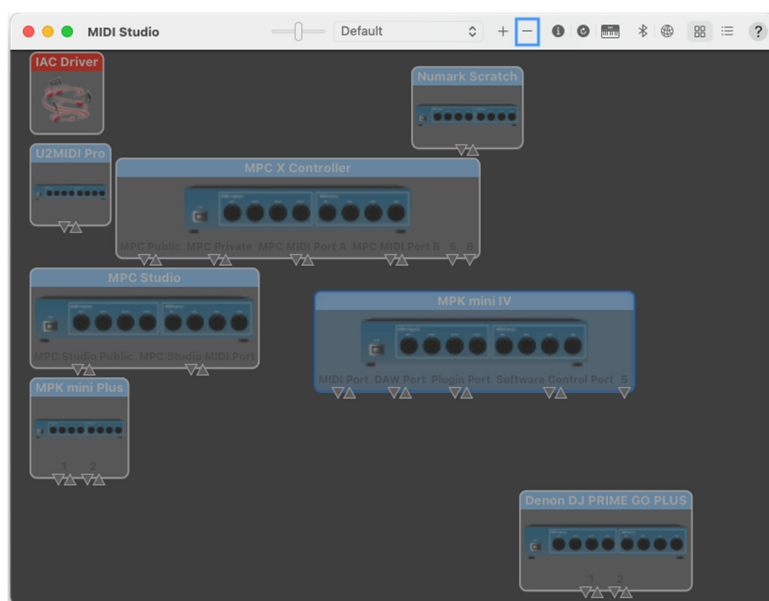 MIDI Studio
Default
IAC Driver
Numark Scratch
U2MIDI Pro
MPC X Controller
MPC Public MPC Private MPC MIDI Port A MPC MIDI Port B 5 6
MPC Studio
MPC Studio Public MPC Studio MIDI Port
MPK mini IV
MIDI Port DAW Port Plugin Port Software Control Port 5
MPK mini Plus
1 2
Denon DJ PRIME GO PLUS
1 2